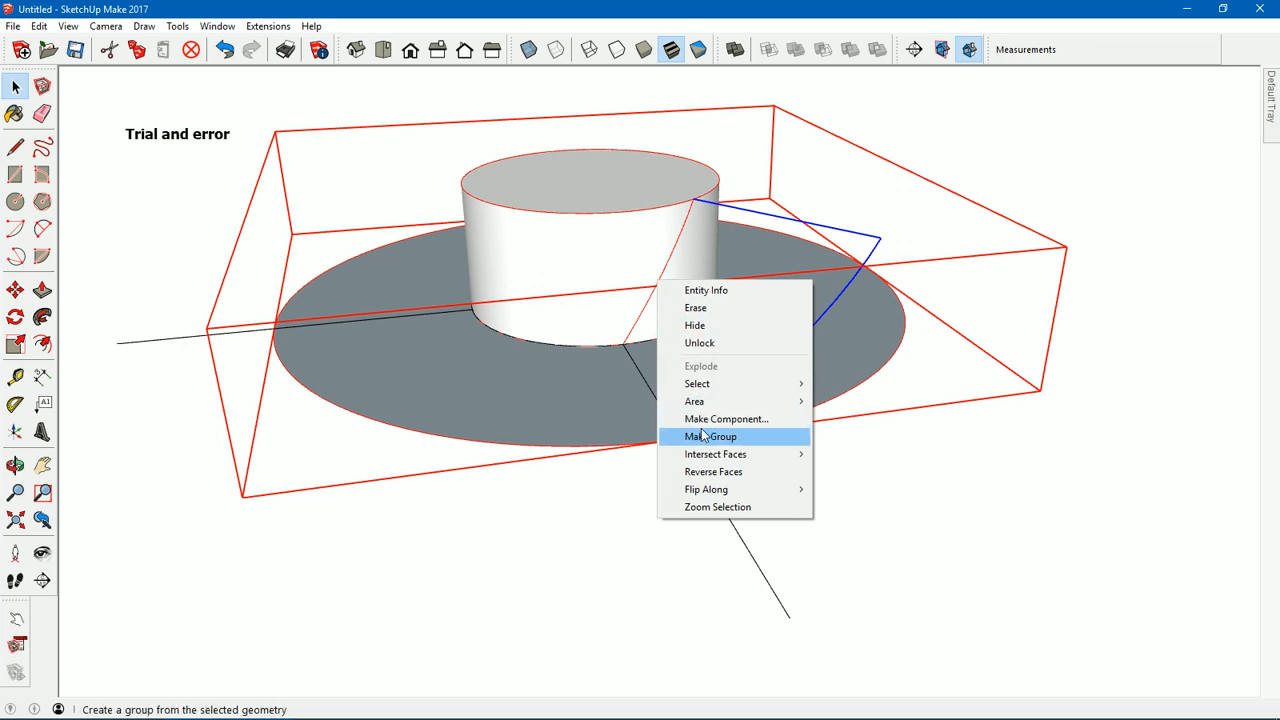 Untitled - SketchUp Make 2017
File Edit View Camera Draw Tools Window Extensions Help
Measurements
Default Tray
Trial and error
A1
Entity Info
Erase
Hide
Unlock
Explode
Select
Area
Make Component...
Make Group
Intersect Faces
Reverse Faces
Flip Along
Zoom Selection
Create a group from the selected geometry